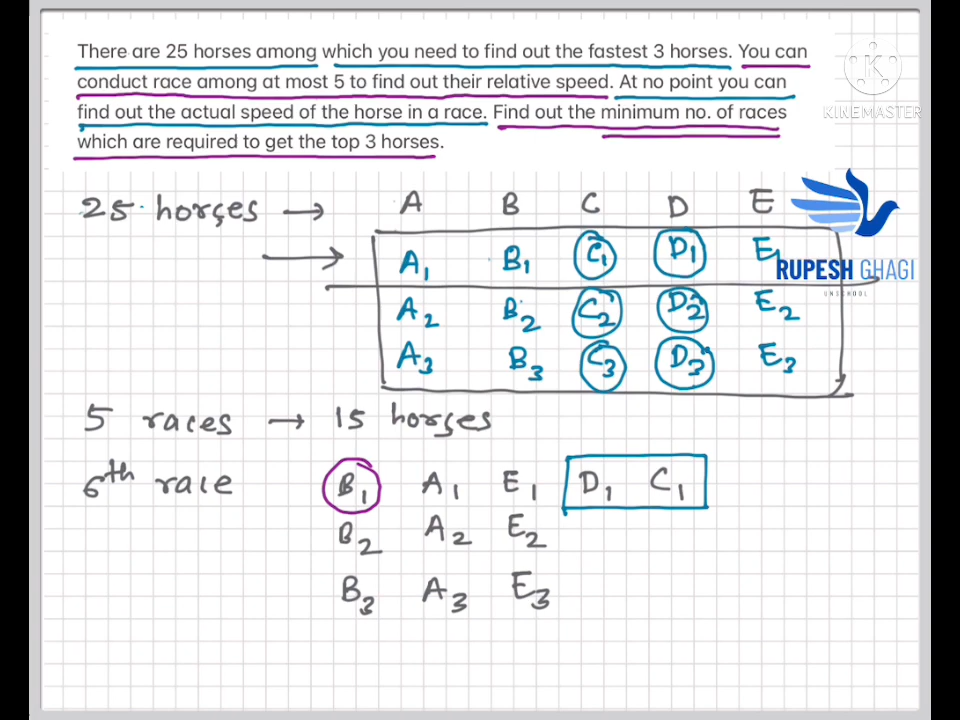 There are 25 horses among which you need to find out the fastest 3 horses. You can
conduct race among at most 5 to find out their relative speed. At no point you can
find out the actual speed of the horse in a race. Find out the minimum no. of races
which are required to get the top 3 horses.
K
KINEMASTER
25 horses → A B C D E
→ A1 B1 C1 D1 E1
RUPESH GHAGI
UNSCHOOL
A2 B2 C2 D2 E2
A3 B3 C3 D3 E3
5 races → 15 horses
6th race B1 A1 E1 D1 C1
B2 A2 E2
B3 A3 E3